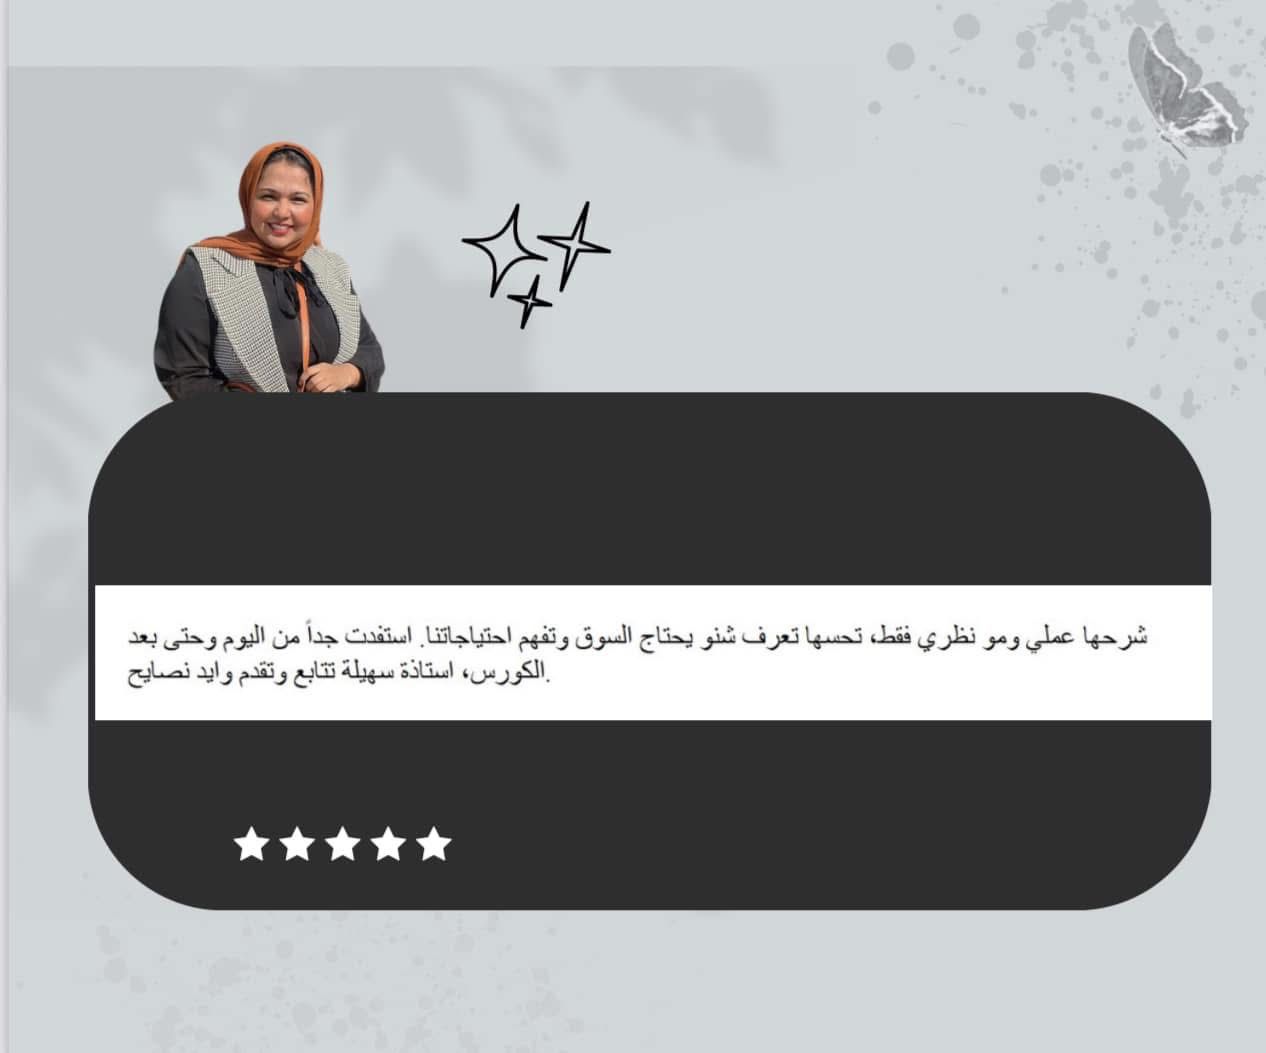 شرحها عملي ومو نظري فقط، تحسها تعرف شنو يحتاج السوق وتفهم احتياجاتنا. استفدت جداً من اليوم وحتى بعد
الكورس، استاذة سهيلة تتابع وتقدم وايد نصايح.